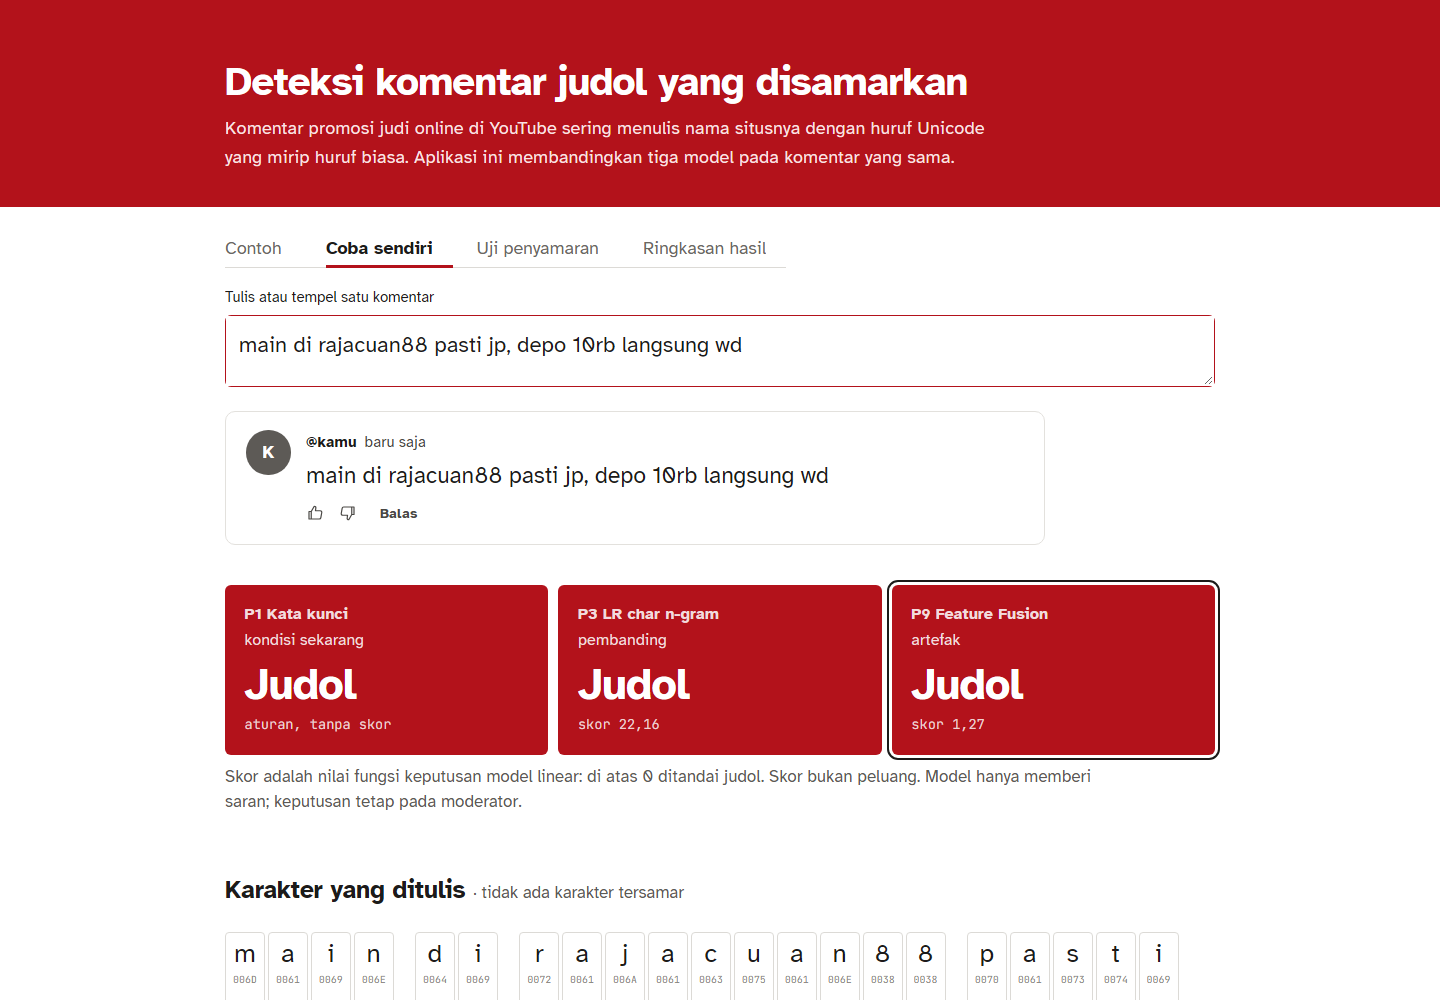 Deteksi komentar judol yang disamarkan
Komentar promosi judi online di YouTube sering menulis nama situsnya dengan huruf Unicode
yang mirip huruf biasa. Aplikasi ini membandingkan tiga model pada komentar yang sama.
Contoh Coba sendiri Uji penyamaran Ringkasan hasil
Tulis atau tempel satu komentar
main di rajacuan88 pasti jp, depo 10rb langsung wd
K
@kamu baru saja
main di rajacuan88 pasti jp, depo 10rb langsung wd
Balas
P1 Kata kunci
kondisi sekarang
Judol
aturan, tanpa skor
P3 LR char n-gram
pembanding
Judol
skor 22,16
P9 Feature Fusion
artefak
Judol
skor 1,27
Skor adalah nilai fungsi keputusan model linear: di atas 0 ditandai judol. Skor bukan peluang. Model hanya memberi
saran; keputusan tetap pada moderator.
Karakter yang ditulis · tidak ada karakter tersamar
m a i n d i r a j a c u a n 8 8 p a s t i
006D 0061 0069 006E 0064 0069 0072 0061 006A 0061 0063 0075 0061 006E 0038 0038 0070 0061 0073 0074 0069